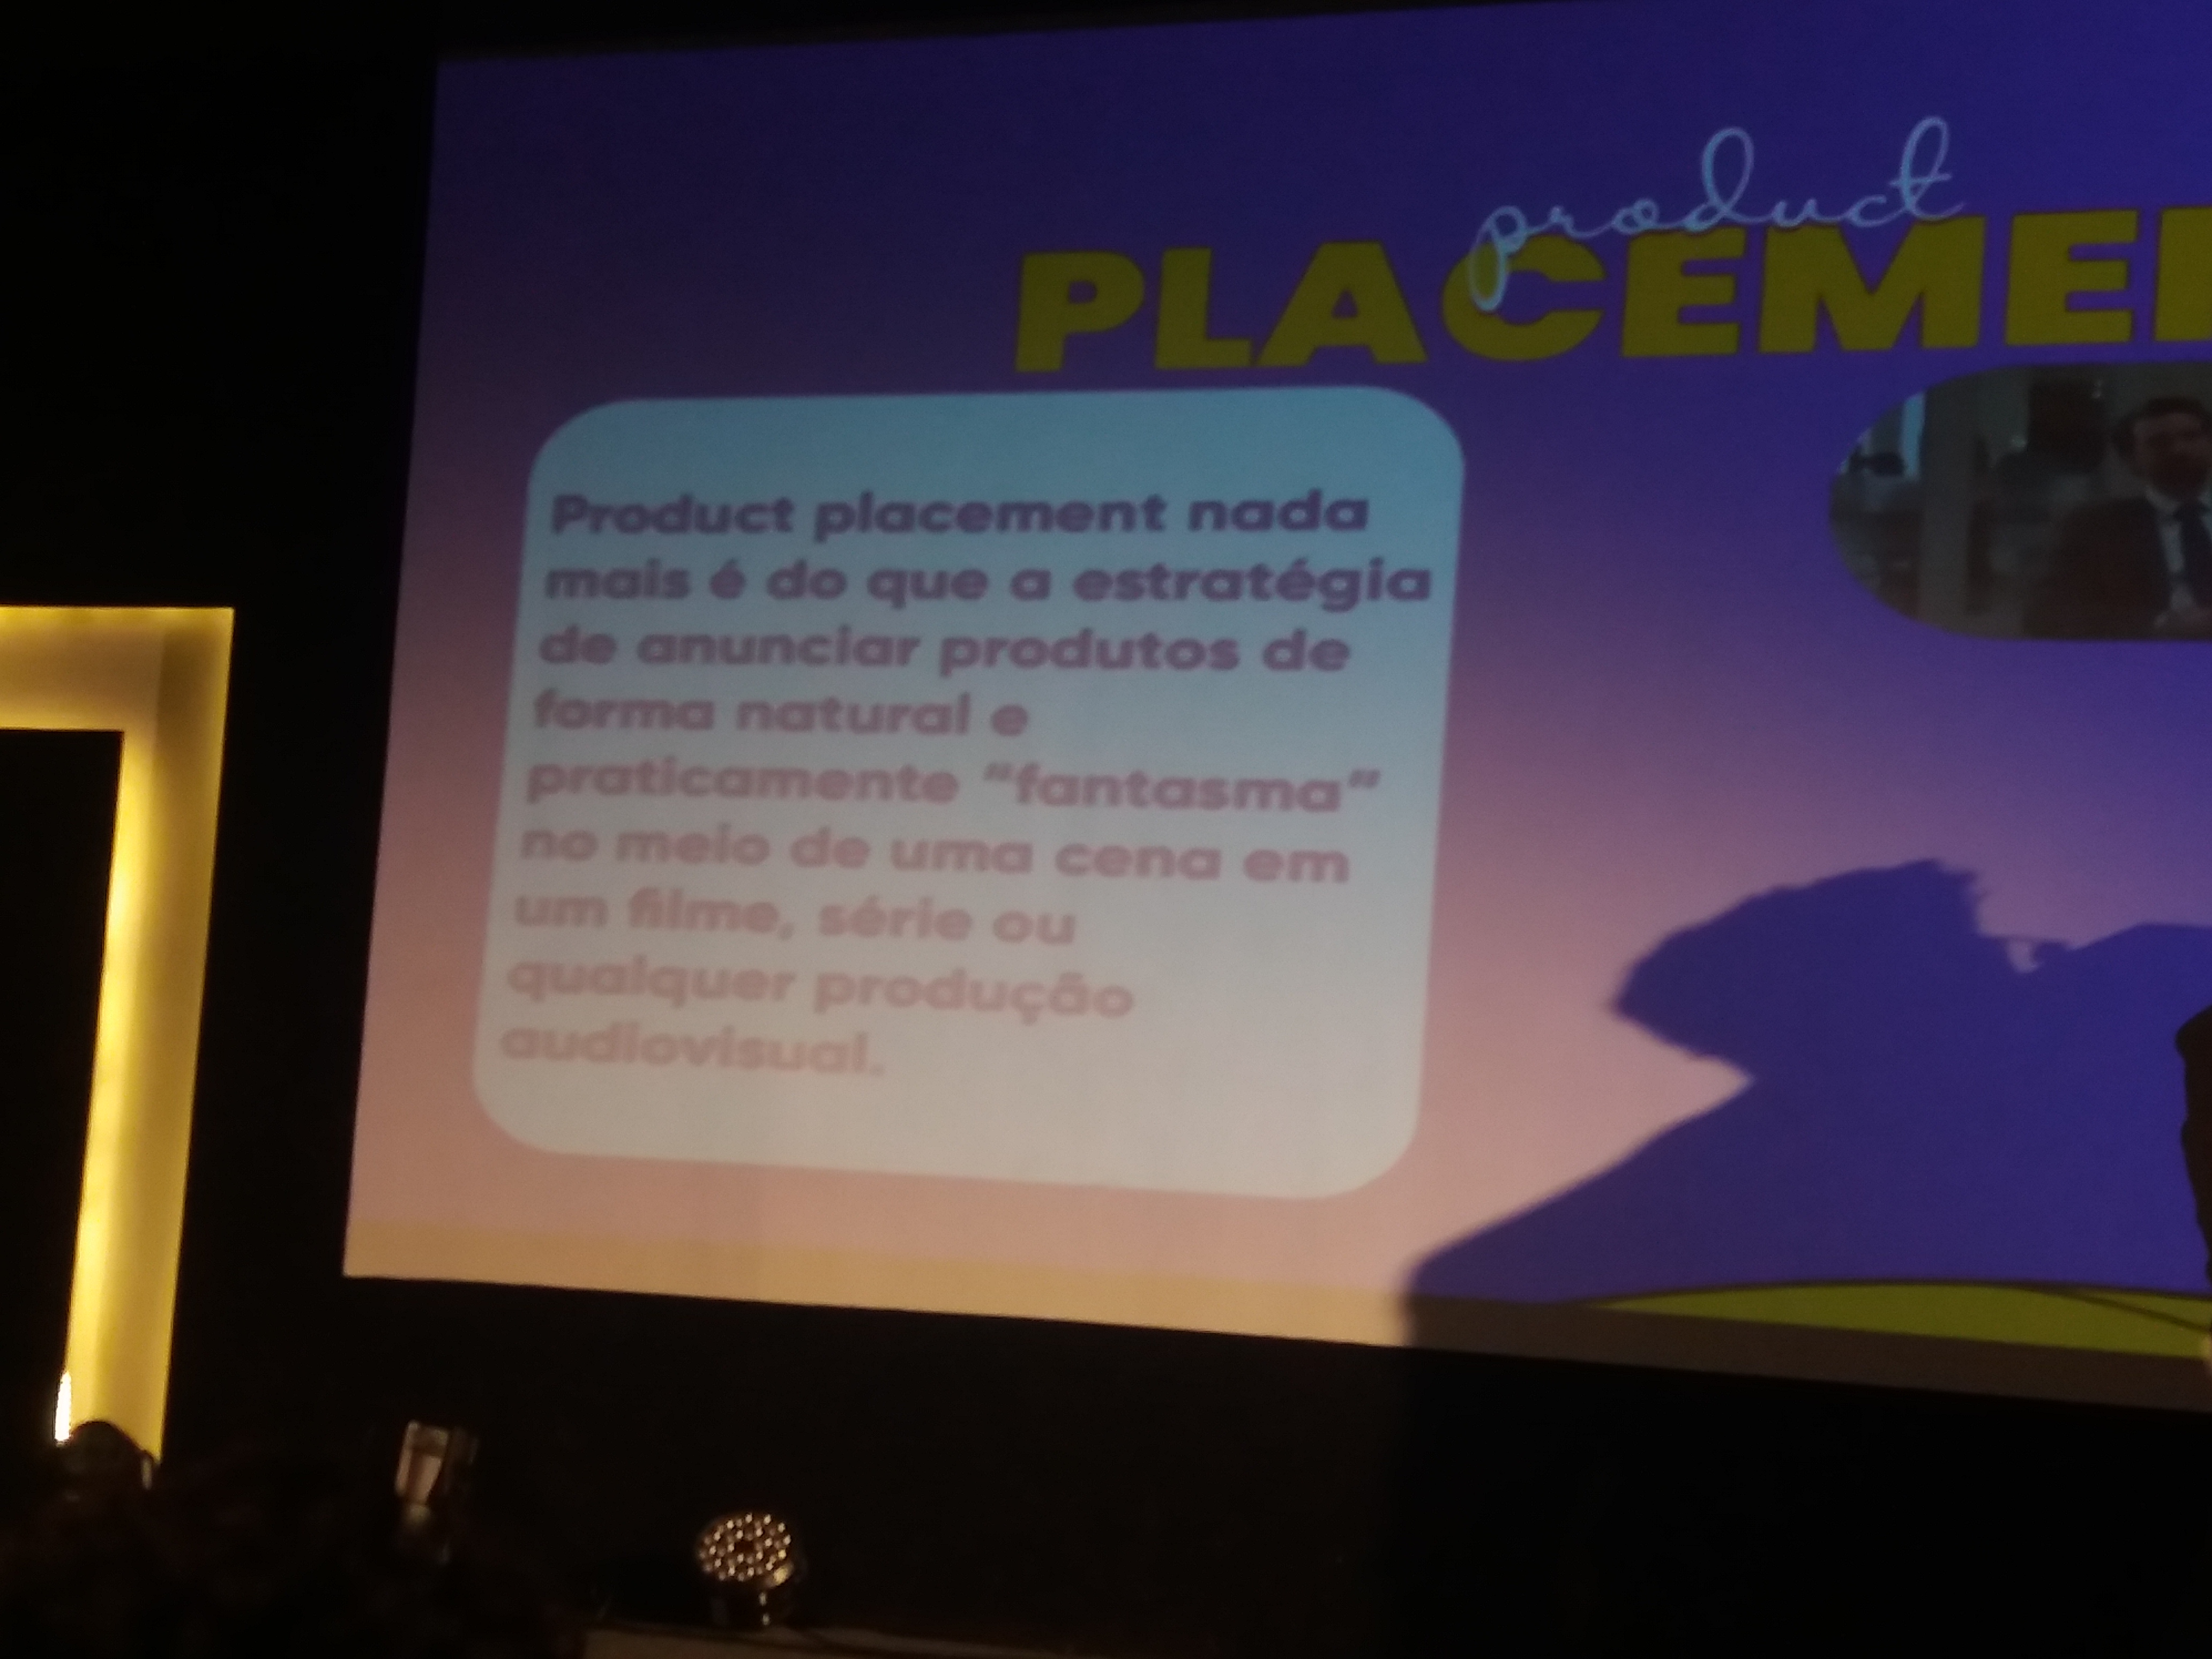 product
PLACEME
Product placement nada
mais é do que a estratégia
de anunciar produtos de
forma natural e
praticamente “fantasma”
no meio de uma cena em
um filme, série ou
qualquer produção
audiovisual.